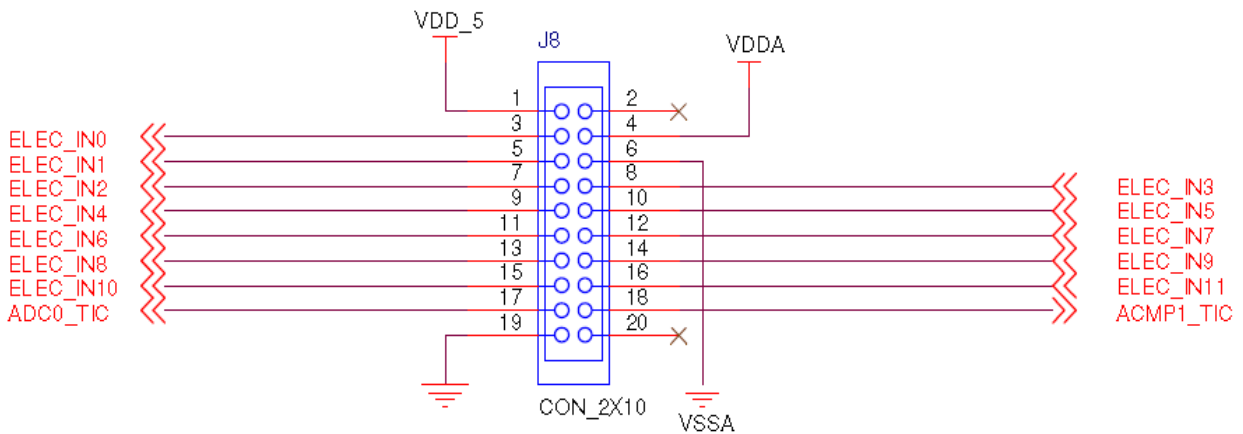 VDD_5
J8
VDDA
1 2
3 4
5 6
7 8
9 10
11 12
13 14
15 16
17 18
19 20
ELEC_IN0
ELEC_IN1
ELEC_IN2
ELEC_IN4
ELEC_IN6
ELEC_IN8
ELEC_IN10
ADC0_TIC
ELEC_IN3
ELEC_IN5
ELEC_IN7
ELEC_IN9
ELEC_IN11
ACMP1_TIC
CON_2X10
VSSA